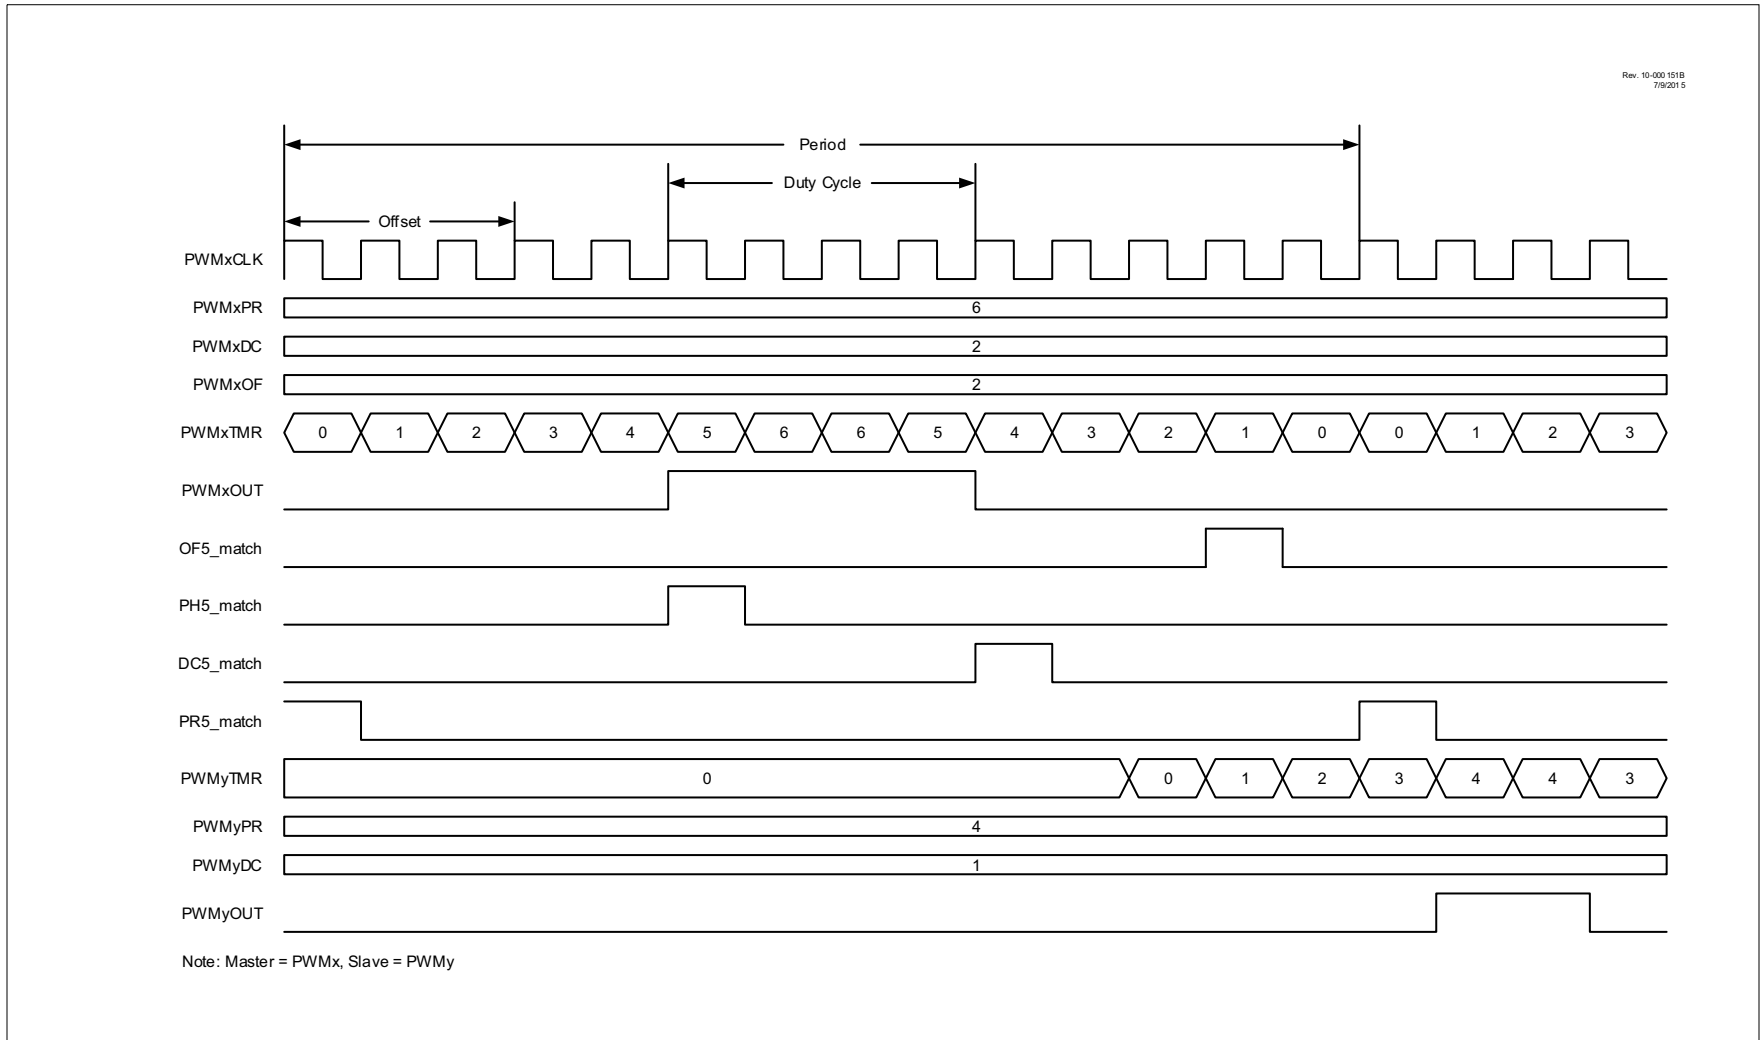 Rev. 10-000 151B
7/9/201 5
Period
Duty Cycle
Offset
PWMxCLK
PWMxPR 6
PWMxDC 2
PWMxOF 2
PWMxTMR 0 1 2 3 4 5 6 6 5 4 3 2 1 0 0 1 2 3
PWMxOUT
OF5_match
PH5_match
DC5_match
PR5_match
PWMyTMR 0 0 1 2 3 4 4 3
PWMyPR 4
PWMyDC 1
PWMyOUT
Note: Master = PWMx, Slave = PWMy